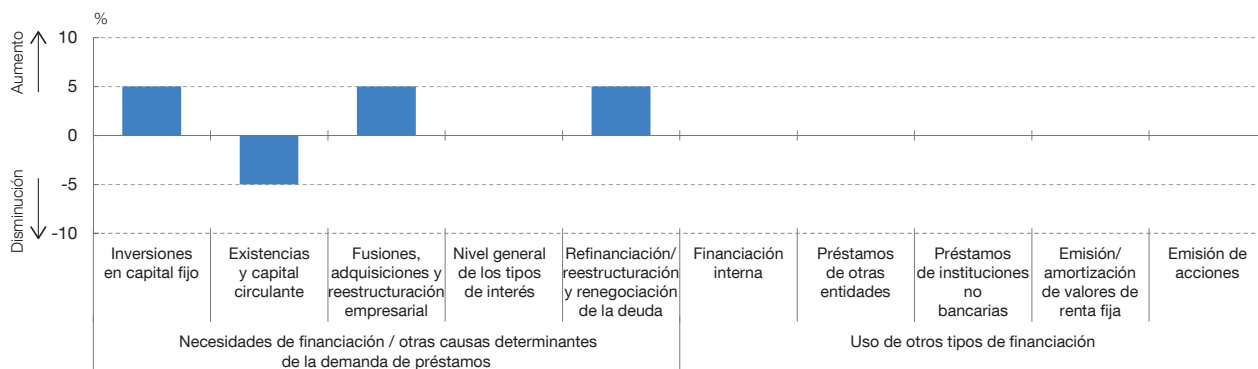 %
Aumento
Disminución
10
5
0
-5
-10
Inversiones
en capital fijo
Existencias
y capital
circulante
Fusiones,
adquisiciones y
reestructuración
empresarial
Nivel general
de los tipos
de interés
Refinanciación/
reestructuración
y renegociación
de la deuda
Financiación
interna
Préstamos
de otras
entidades
Préstamos
de instituciones
no
bancarias
Emisión/
amortización
de valores de
renta fija
Emisión de
acciones
Necesidades de financiación / otras causas determinantes
de la demanda de préstamos
Uso de otros tipos de financiación